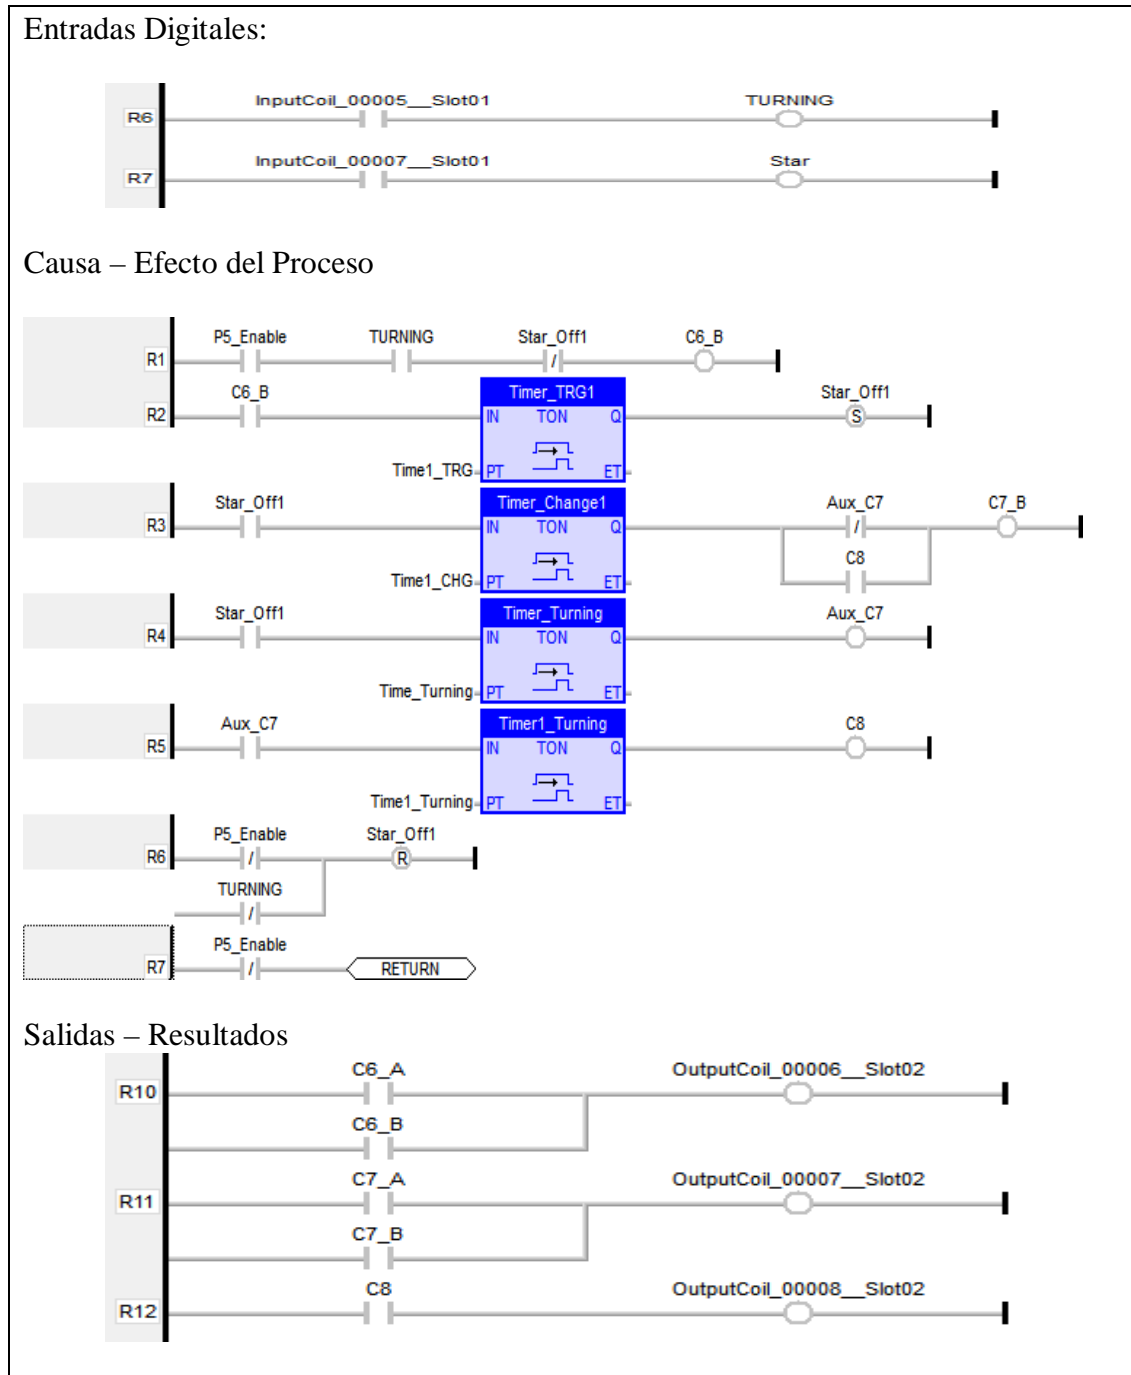 Entradas Digitales:
InputCoil_00005__Slot01 TURNING
R6
InputCoil_00007__Slot01 Star
R7
Causa – Efecto del Proceso
P5_Enable TURNING Star_Off1 C6_B
R1 /
C6_B Timer_TRG1 Star_Off1
R2 IN TON Q S
Time1_TRG PT ET
Star_Off1 Timer_Change1 Aux_C7 C7_B
R3 IN TON Q /
C8
Time1_CHG PT ET
Star_Off1 Timer_Turning Aux_C7
R4 IN TON Q
Time_Turning PT ET
Aux_C7 Timer1_Turning C8
R5 IN TON Q
Time1_Turning PT ET
P5_Enable Star_Off1
R6 / R
TURNING
/
P5_Enable
R7 / RETURN
Salidas – Resultados
C6_A OutputCoil_00006__Slot02
R10
C6_B
C7_A OutputCoil_00007__Slot02
R11
C7_B
C8 OutputCoil_00008__Slot02
R12